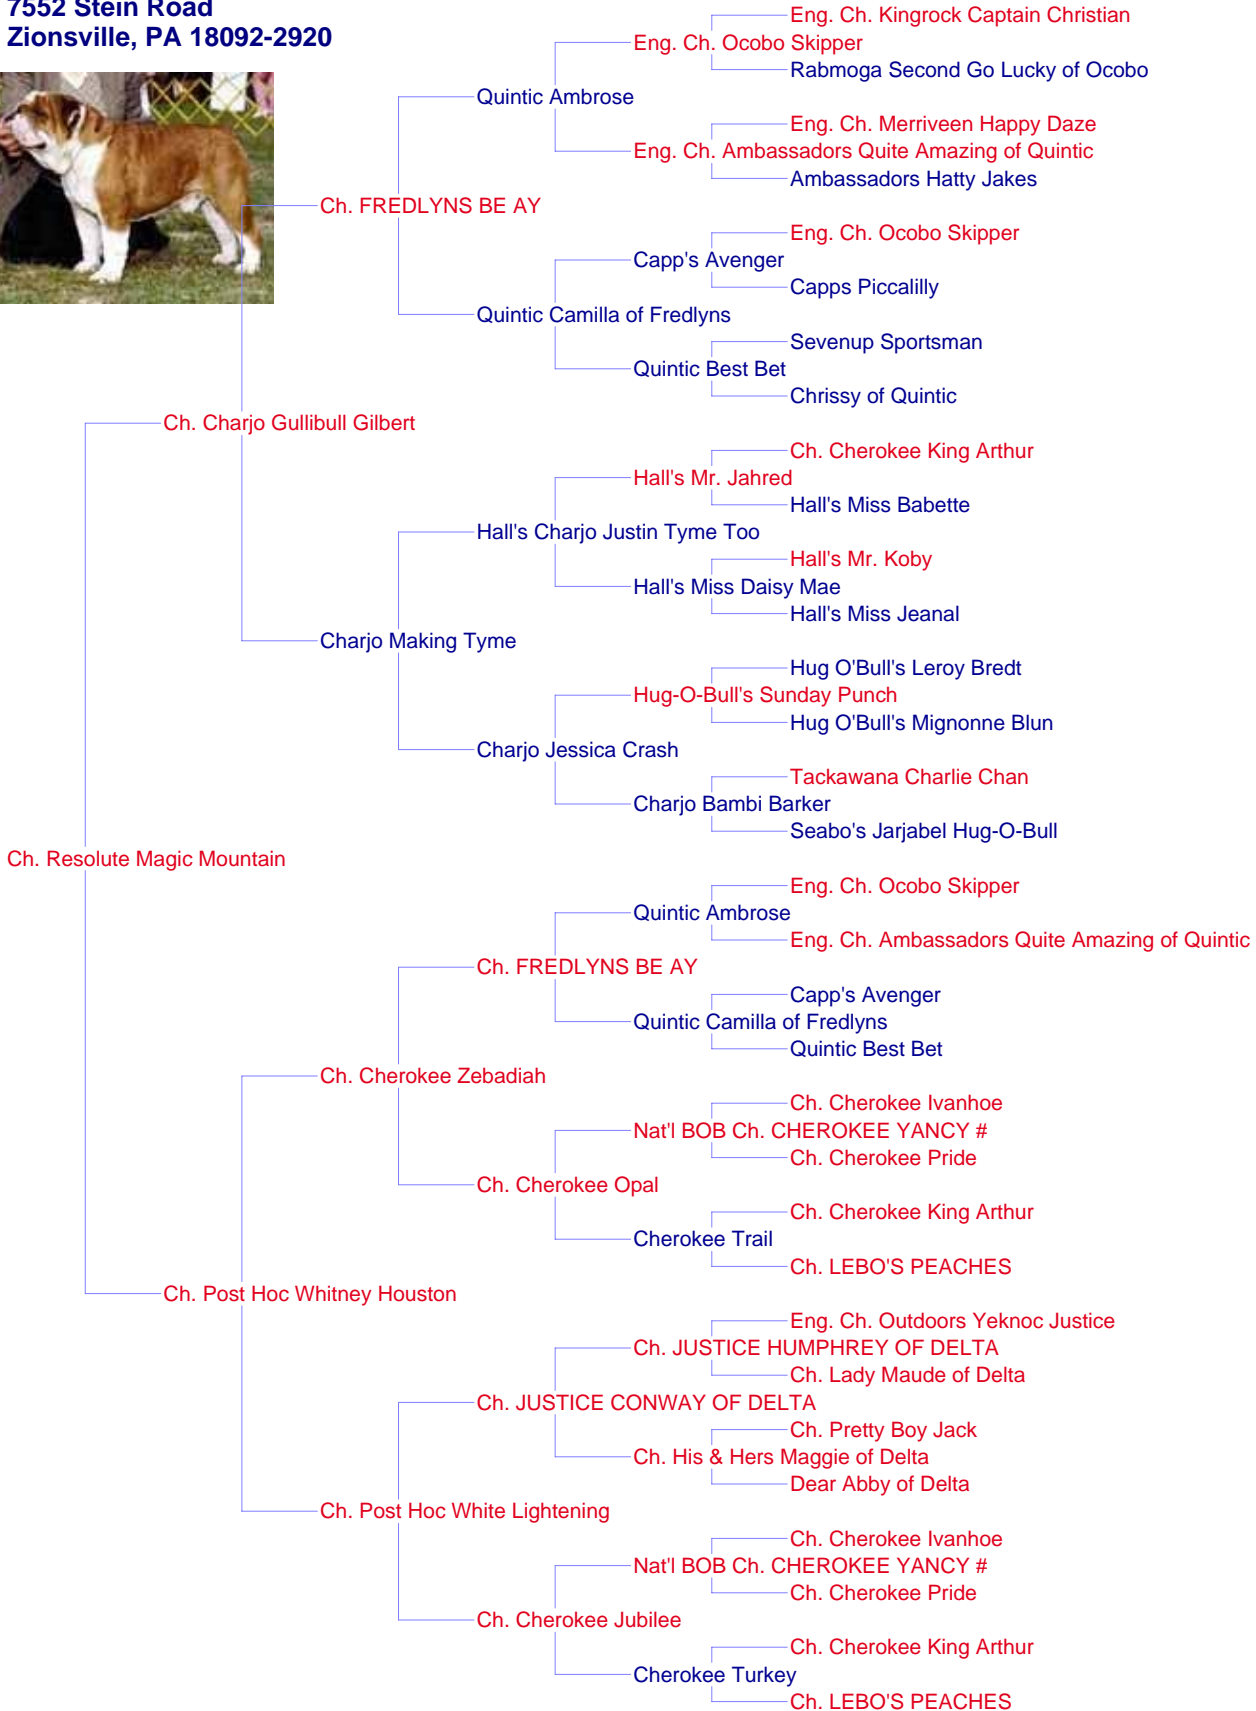 7552 Stein Road
Zionsville, PA 18092-2920
Eng. Ch. Kingrock Captain Christian
Eng. Ch. Ocobo Skipper
Rabmoga Second Go Lucky of Ocobo
Quintic Ambrose
Eng. Ch. Merriveen Happy Daze
Eng. Ch. Ambassadors Quite Amazing of Quintic
Ambassadors Hatty Jakes
Ch. FREDLYNS BE AY
Eng. Ch. Ocobo Skipper
Capp's Avenger
Capps Piccalilly
Quintic Camilla of Fredlyns
Sevenup Sportsman
Quintic Best Bet
Chrissy of Quintic
Ch. Charjo Gullibull Gilbert
Ch. Cherokee King Arthur
Hall's Mr. Jahred
Hall's Miss Babette
Hall's Charjo Justin Tyme Too
Hall's Mr. Koby
Hall's Miss Daisy Mae
Hall's Miss Jeanal
Charjo Making Tyme
Hug O'Bull's Leroy Bredt
Hug-O-Bull's Sunday Punch
Hug O'Bull's Mignonne Blun
Charjo Jessica Crash
Tackawana Charlie Chan
Charjo Bambi Barker
Seabo's Jarjabel Hug-O-Bull
Ch. Resolute Magic Mountain
Eng. Ch. Ocobo Skipper
Quintic Ambrose
Eng. Ch. Ambassadors Quite Amazing of Quintic
Ch. FREDLYNS BE AY
Capp's Avenger
Quintic Camilla of Fredlyns
Quintic Best Bet
Ch. Cherokee Zebadiah
Ch. Cherokee Ivanhoe
Nat'l BOB Ch. CHEROKEE YANCY #
Ch. Cherokee Pride
Ch. Cherokee Opal
Ch. Cherokee King Arthur
Cherokee Trail
Ch. LEBO'S PEACHES
Ch. Post Hoc Whitney Houston
Eng. Ch. Outdoors Yeknoc Justice
Ch. JUSTICE HUMPHREY OF DELTA
Ch. Lady Maude of Delta
Ch. JUSTICE CONWAY OF DELTA
Ch. Pretty Boy Jack
Ch. His & Hers Maggie of Delta
Dear Abby of Delta
Ch. Post Hoc White Lightening
Ch. Cherokee Ivanhoe
Nat'l BOB Ch. CHEROKEE YANCY #
Ch. Cherokee Pride
Ch. Cherokee Jubilee
Ch. Cherokee King Arthur
Cherokee Turkey
Ch. LEBO'S PEACHES